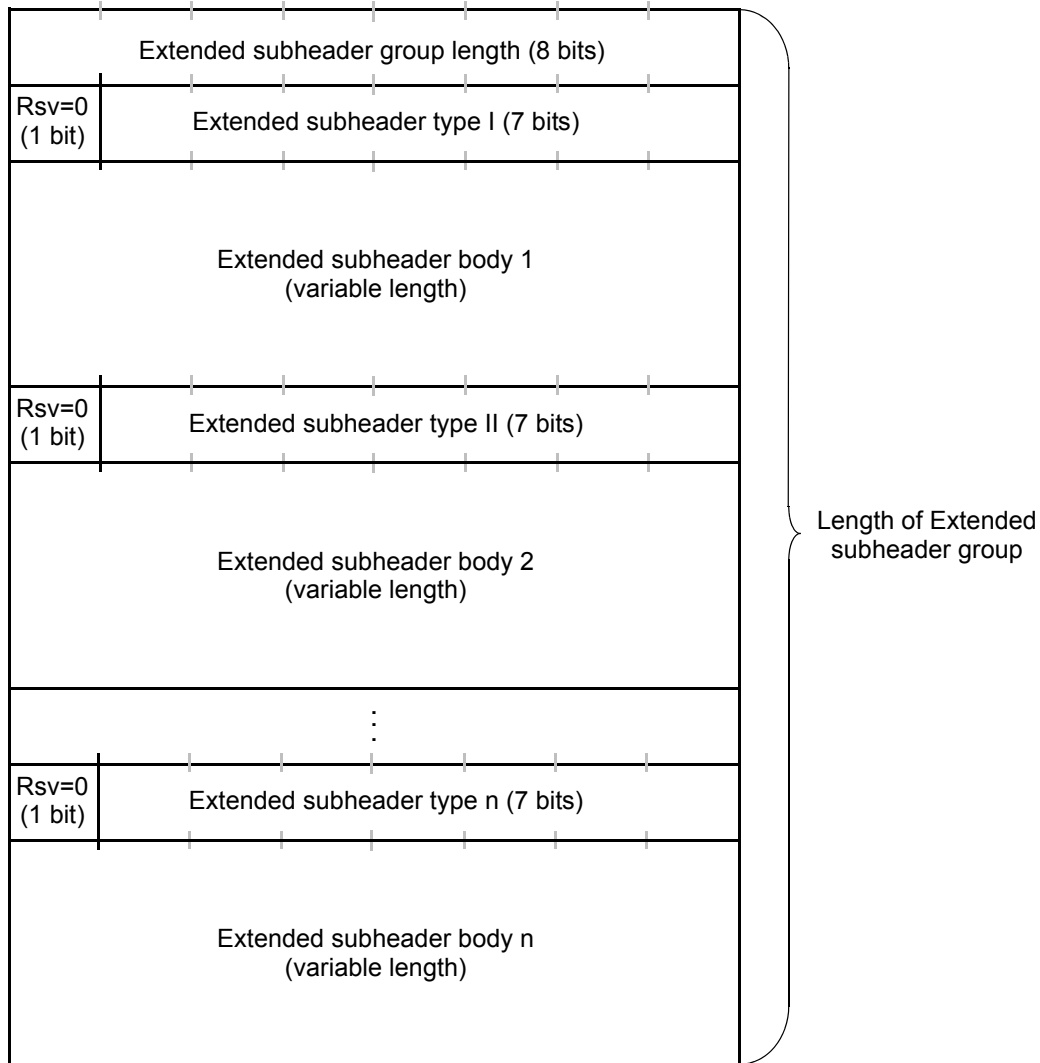 Extended subheader group length (8 bits)
Rsv=0
(1 bit)
Extended subheader type I (7 bits)
Extended subheader body 1
(variable length)
Rsv=0
(1 bit)
Extended subheader type II (7 bits)
Extended subheader body 2
(variable length)
Length of Extended
subheader group
⋮
Rsv=0
(1 bit)
Extended subheader type n (7 bits)
Extended subheader body n
(variable length)